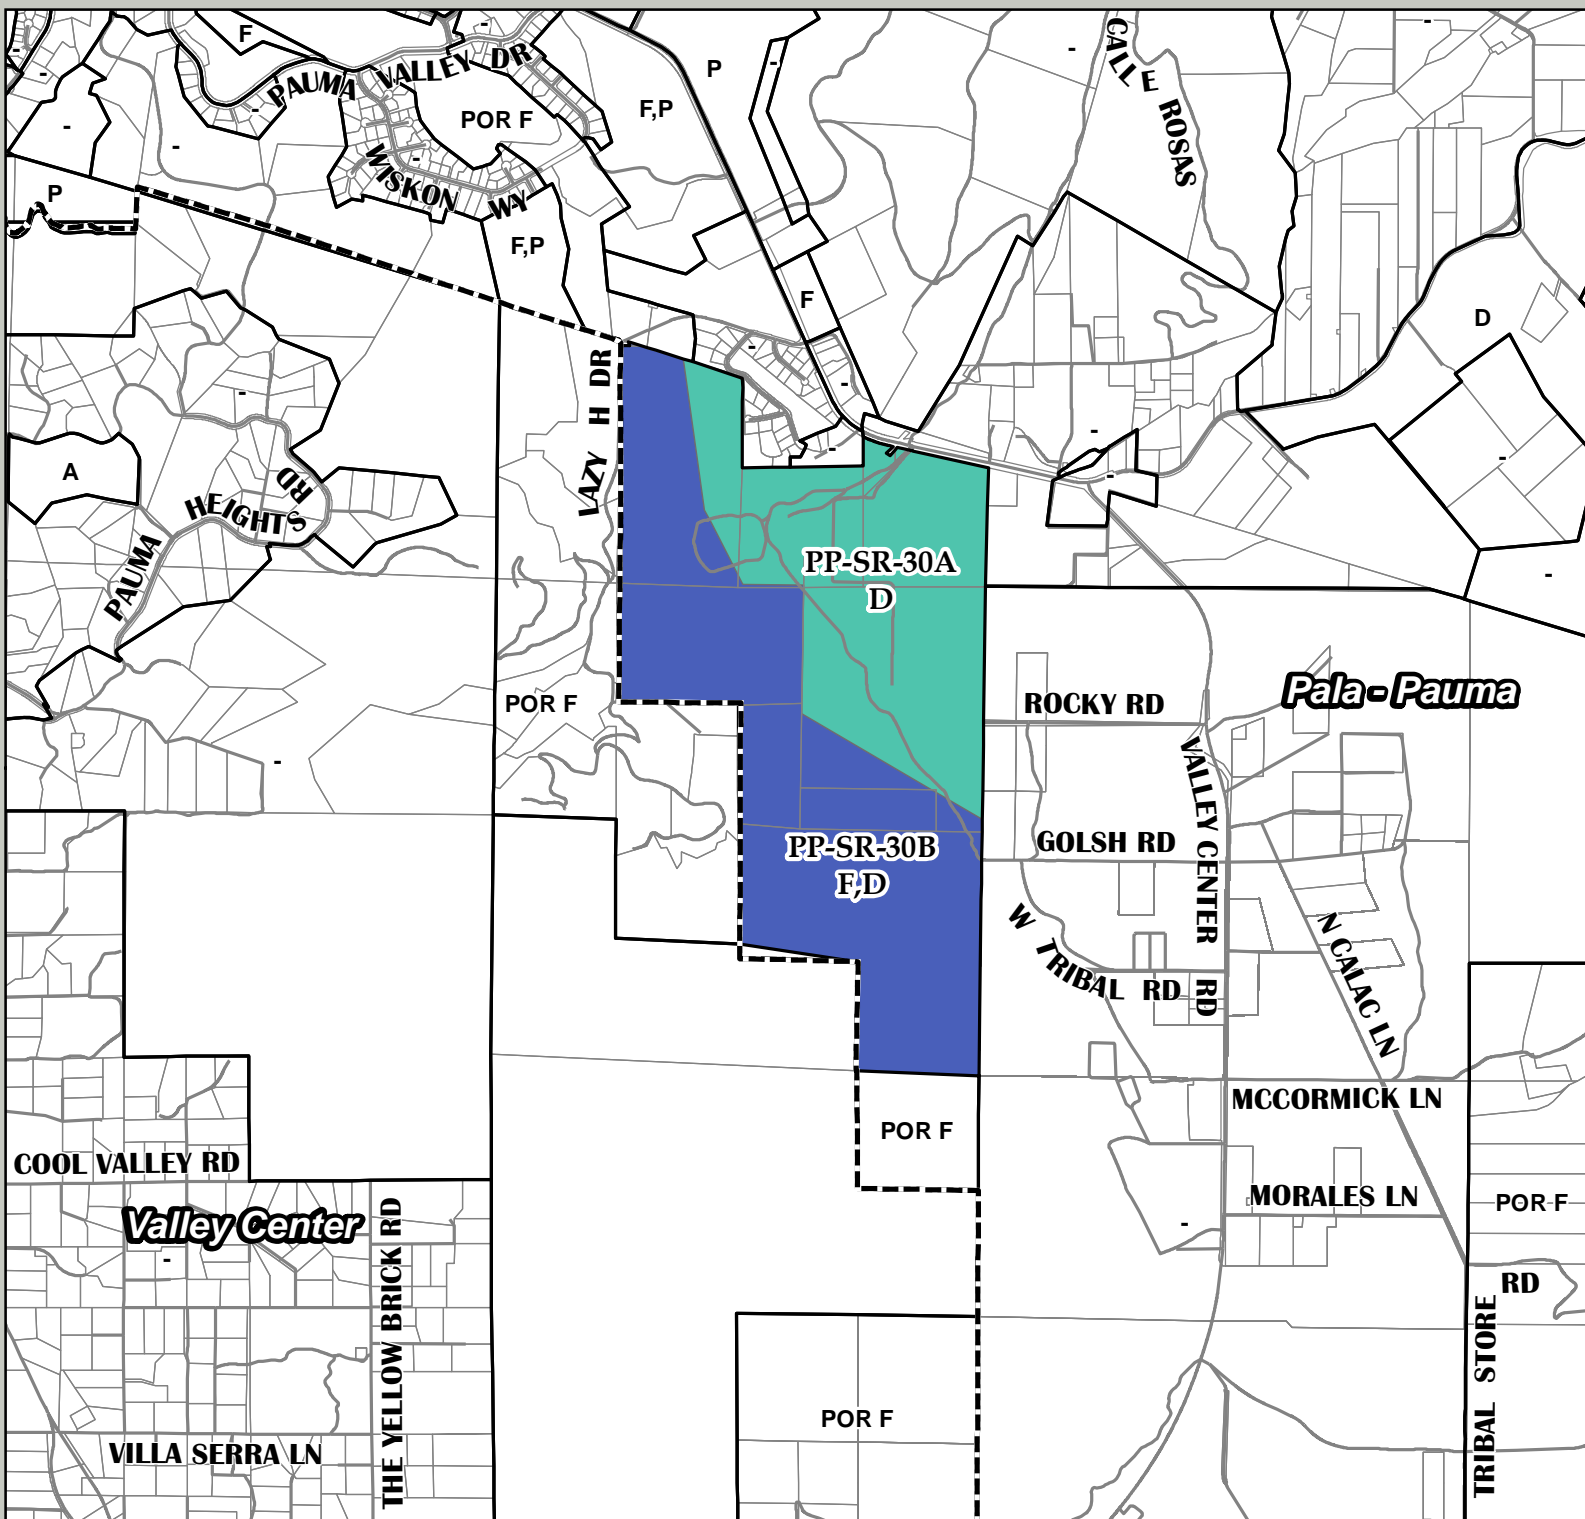 F
PAUMA VALLEY DR
P
F,P
POR F
CALLE ROSAS
WISKON WY
P
F,P
F
D
LAZY H DR
A
PAUMA HEIGHTS RD
PP-SR-30A
D
POR F
ROCKY RD
Pala - Pauma
VALLEY CENTER RD
GOLSH RD
PP-SR-30B
F,D
W TRIBAL RD
N CALAC LN
MCCORMICK LN
POR F
COOL VALLEY RD
MORALES LN
POR F
Valley Center
THE YELLOW BRICK RD
RD
TRIBAL STORE
POR F
VILLA SERRA LN